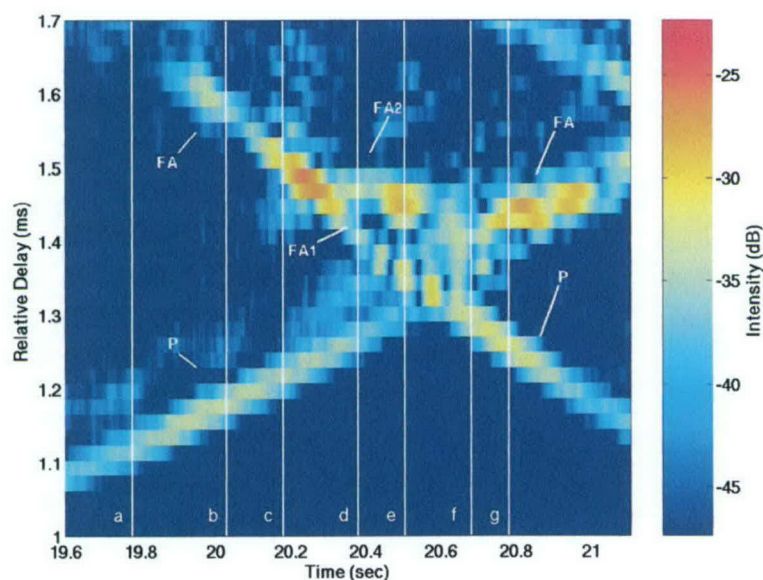 1.7
1.6
1.5
1.4
1.3
1.2
1.1
1
Relative Delay (ms)
FA
FA2
FA
FA1
P
P
a
b
c
d
e
f
g
19.6
19.8
20
20.2
20.4
20.6
20.8
21
Time (sec)
-25
-30
-35
-40
-45
Intensity (dB)